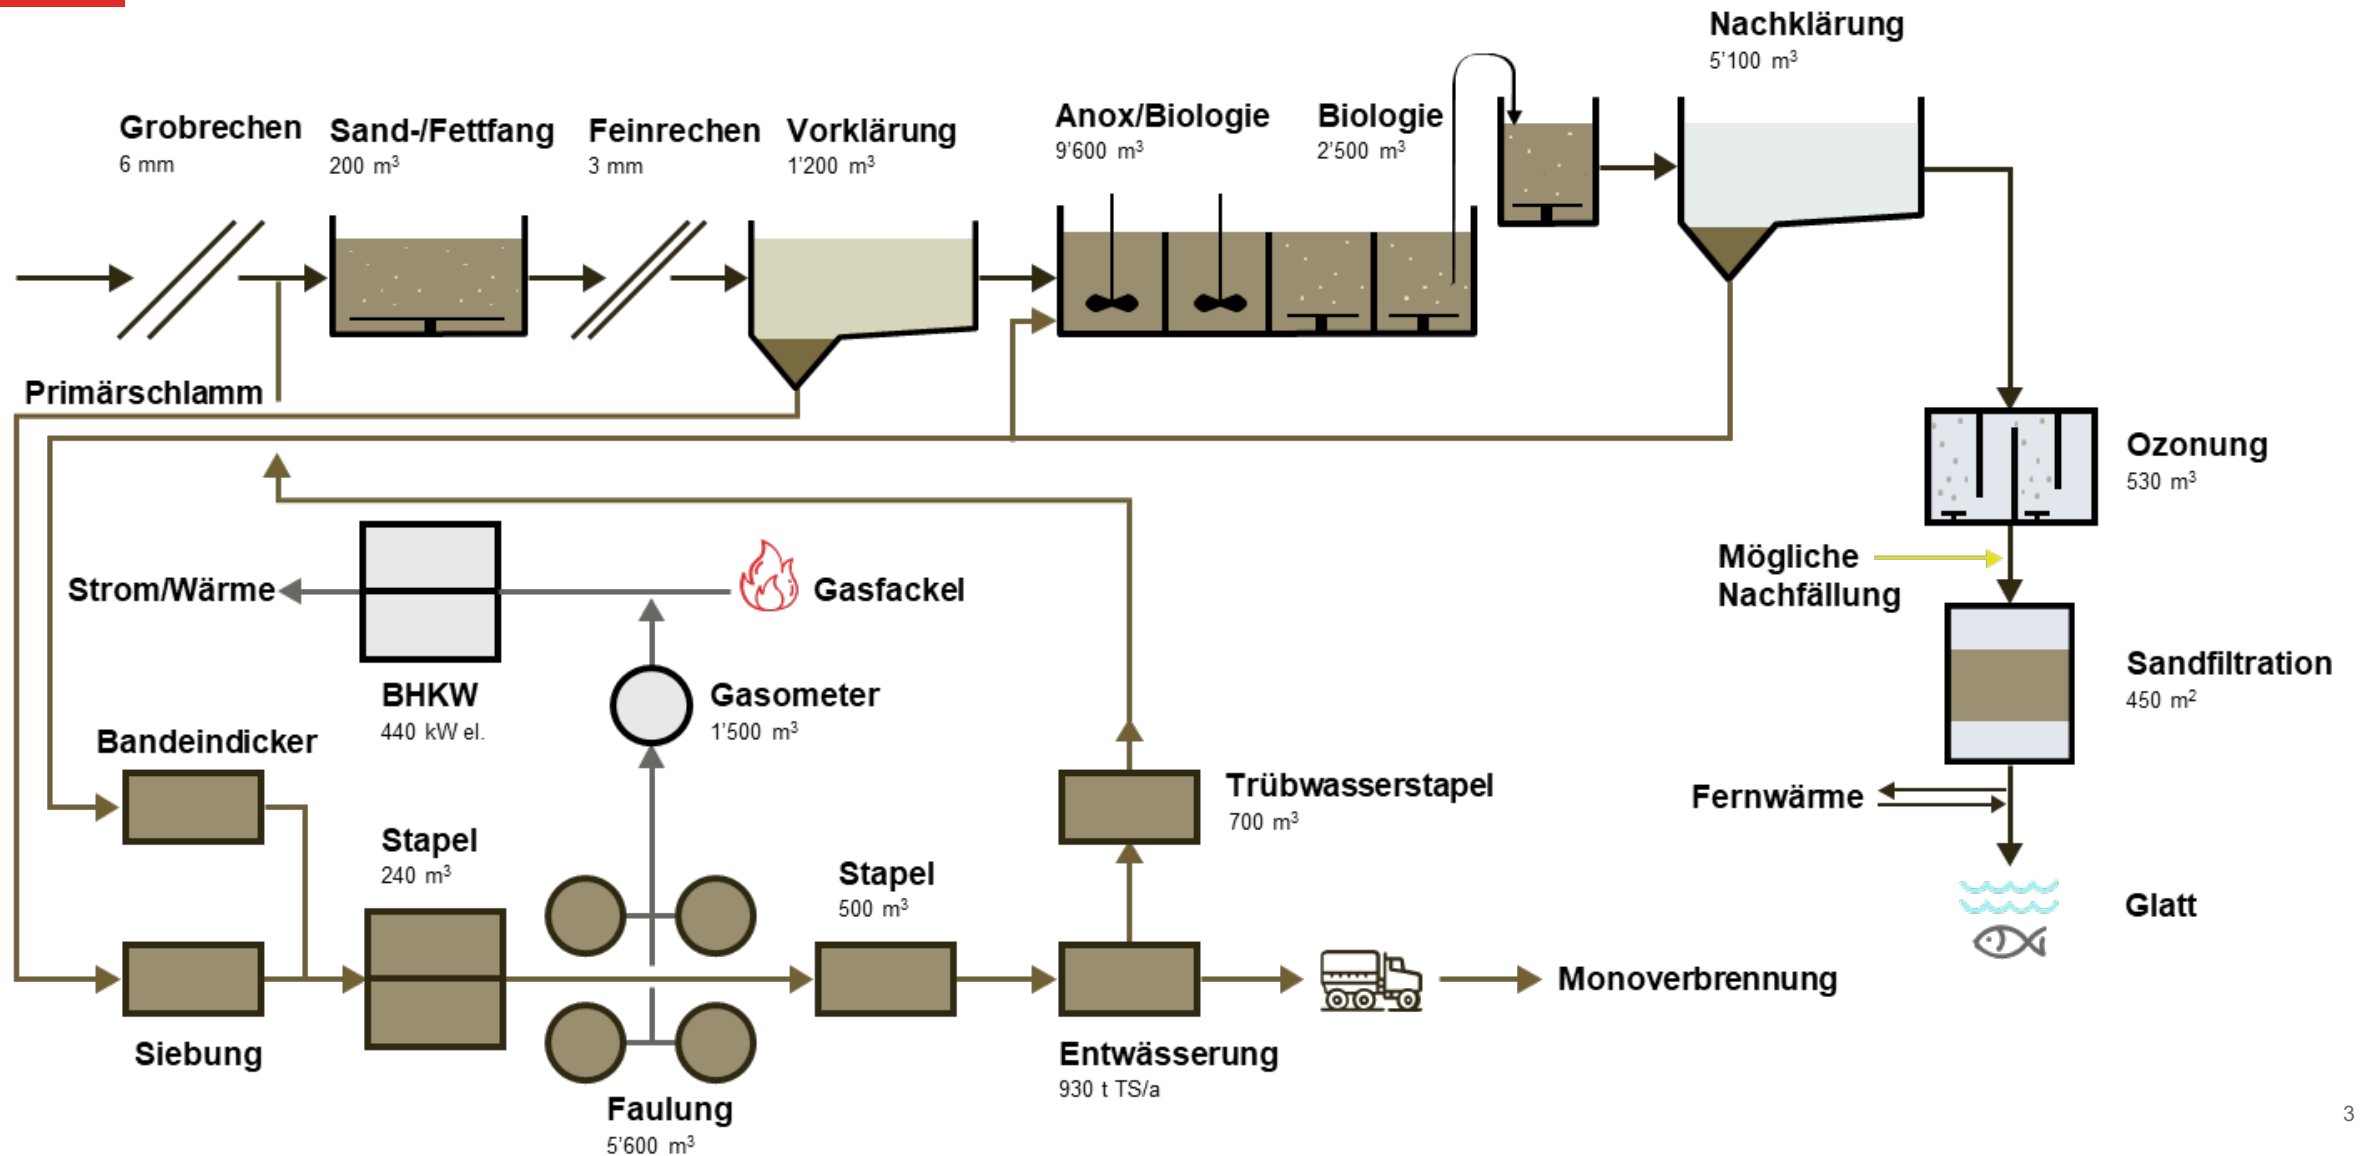 Nachklärung
5’100 m³
Grobrechen
6 mm
Sand-/Fettfang
200 m³
Feinrechen
3 mm
Vorklärung
1’200 m³
Anox/Biologie
9’600 m³
Biologie
2’500 m³
Primärschlamm
Ozonung
530 m³
Mögliche
Nachfällung
Strom/Wärme
Gasfackel
BHKW
440 kW el.
Gasometer
1’500 m³
Sandfiltration
450 m²
Bandeindicker
Trübwasserstapel
700 m³
Fernwärme
Stapel
240 m³
Stapel
500 m³
Glatt
Monoverbrennung
Siebung
Entwässerung
930 t TS/a
Faulung
5’600 m³
3